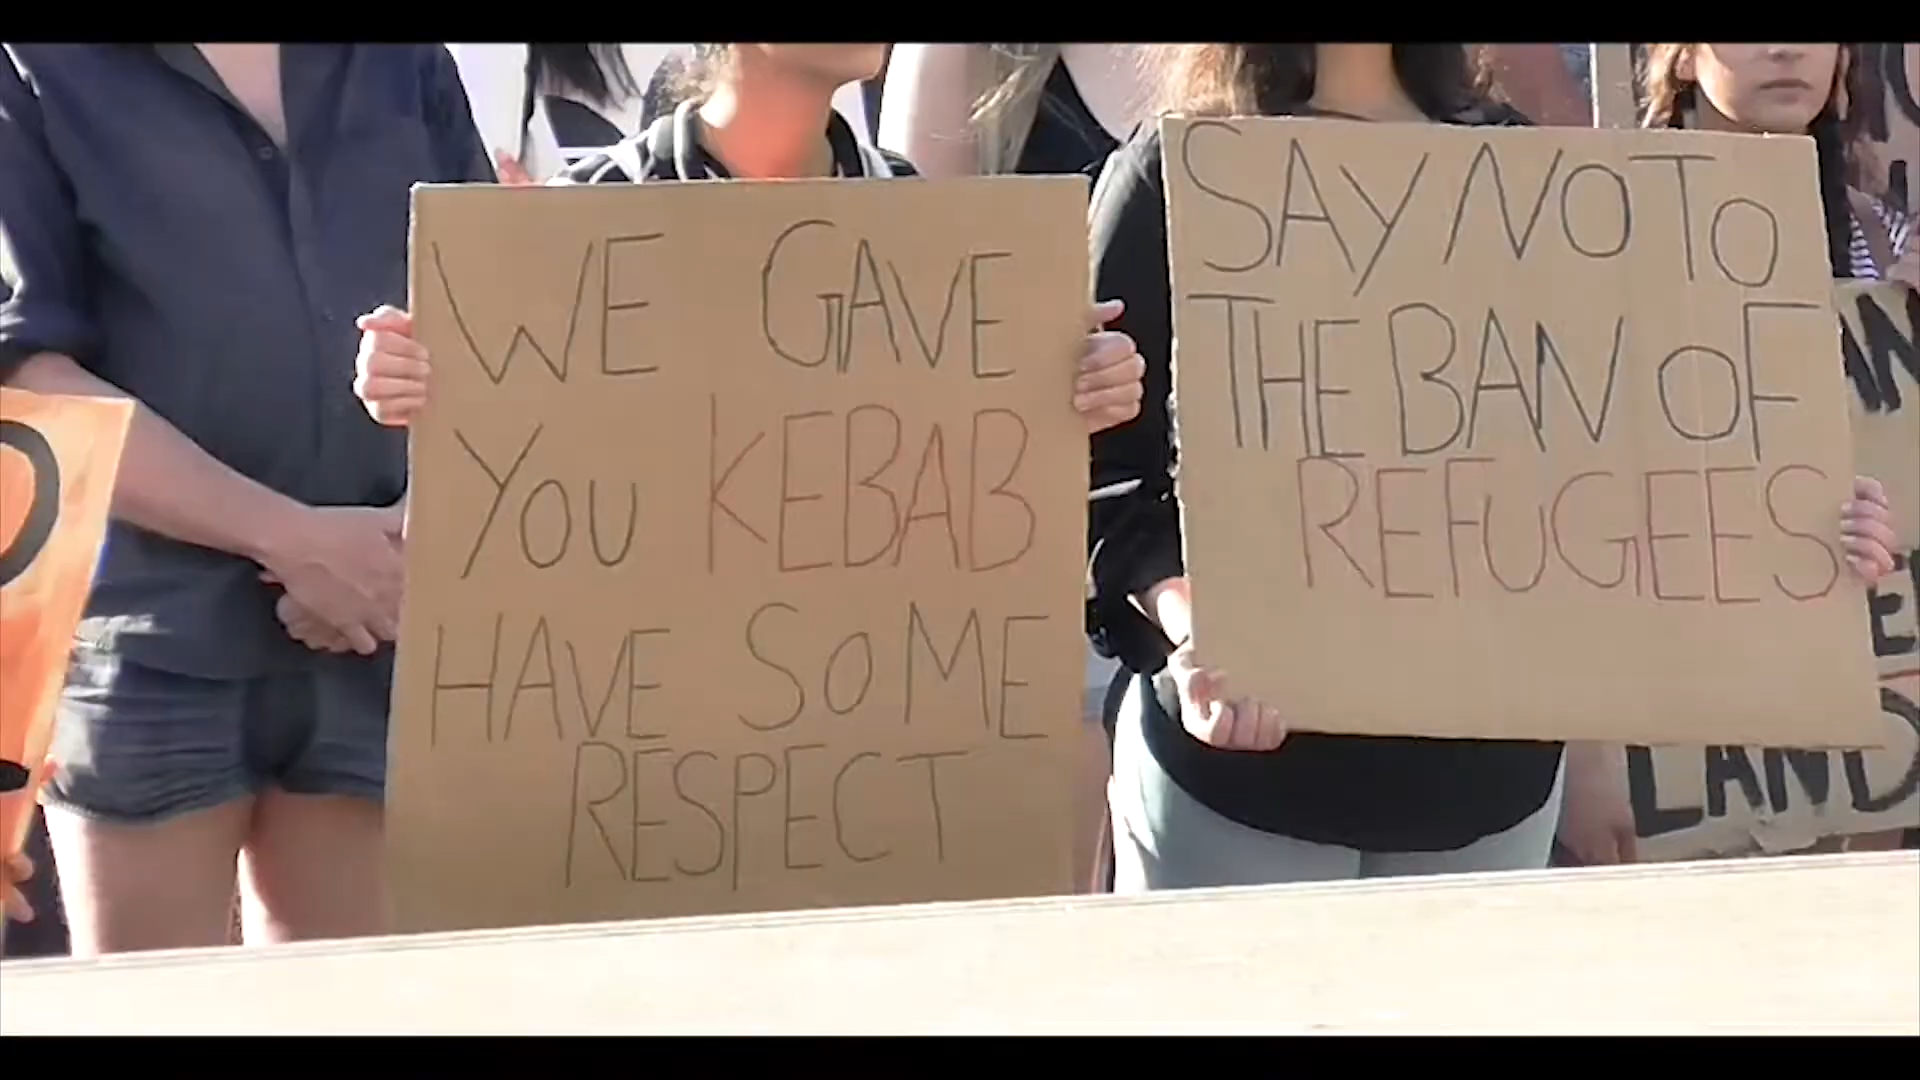 WE GAVE
YOU KEBAB
HAVE SOME
RESPECT
SAY NO TO
THE BAN OF
REFUGEES
LAND